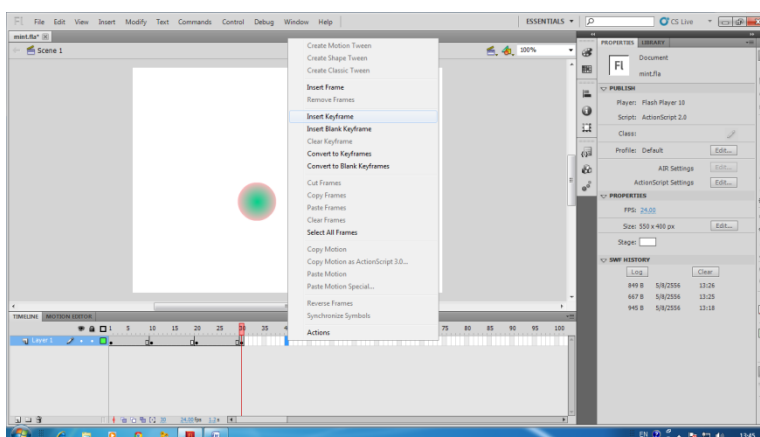 Fl File Edit View Insert Modify Text Commands Control Debug Window Help ESSENTIALS CS Live
mint.fla*
Scene 1
100%
Create Motion Tween
Create Shape Tween
Create Classic Tween
Insert Frame
Remove Frames
Insert Keyframe
Insert Blank Keyframe
Clear Keyframe
Convert to Keyframes
Convert to Blank Keyframes
Cut Frames
Copy Frames
Paste Frames
Clear Frames
Select All Frames
Copy Motion
Copy Motion as ActionScript 3.0...
Paste Motion
Paste Motion Special...
Reverse Frames
Synchronize Symbols
Actions
PROPERTIES LIBRARY
Fl
Document
mint.fla
PUBLISH
Player: Flash Player 10
Script: ActionScript 2.0
Class:
Profile: Default Edit...
AIR Settings Edit...
ActionScript Settings Edit...
PROPERTIES
FPS: 24.00
Size: 550 x 400 px Edit...
Stage:
SWF HISTORY
Log Clear
849 B 5/8/2556 13:26
667 B 5/8/2556 13:25
945 B 5/8/2556 13:18
TIMELINE MOTION EDITOR
1 5 10 15 20 25 30 35 75 80 85 90 95 100
Layer 1
30 24.00 fps 1.2 s
EN 13:45